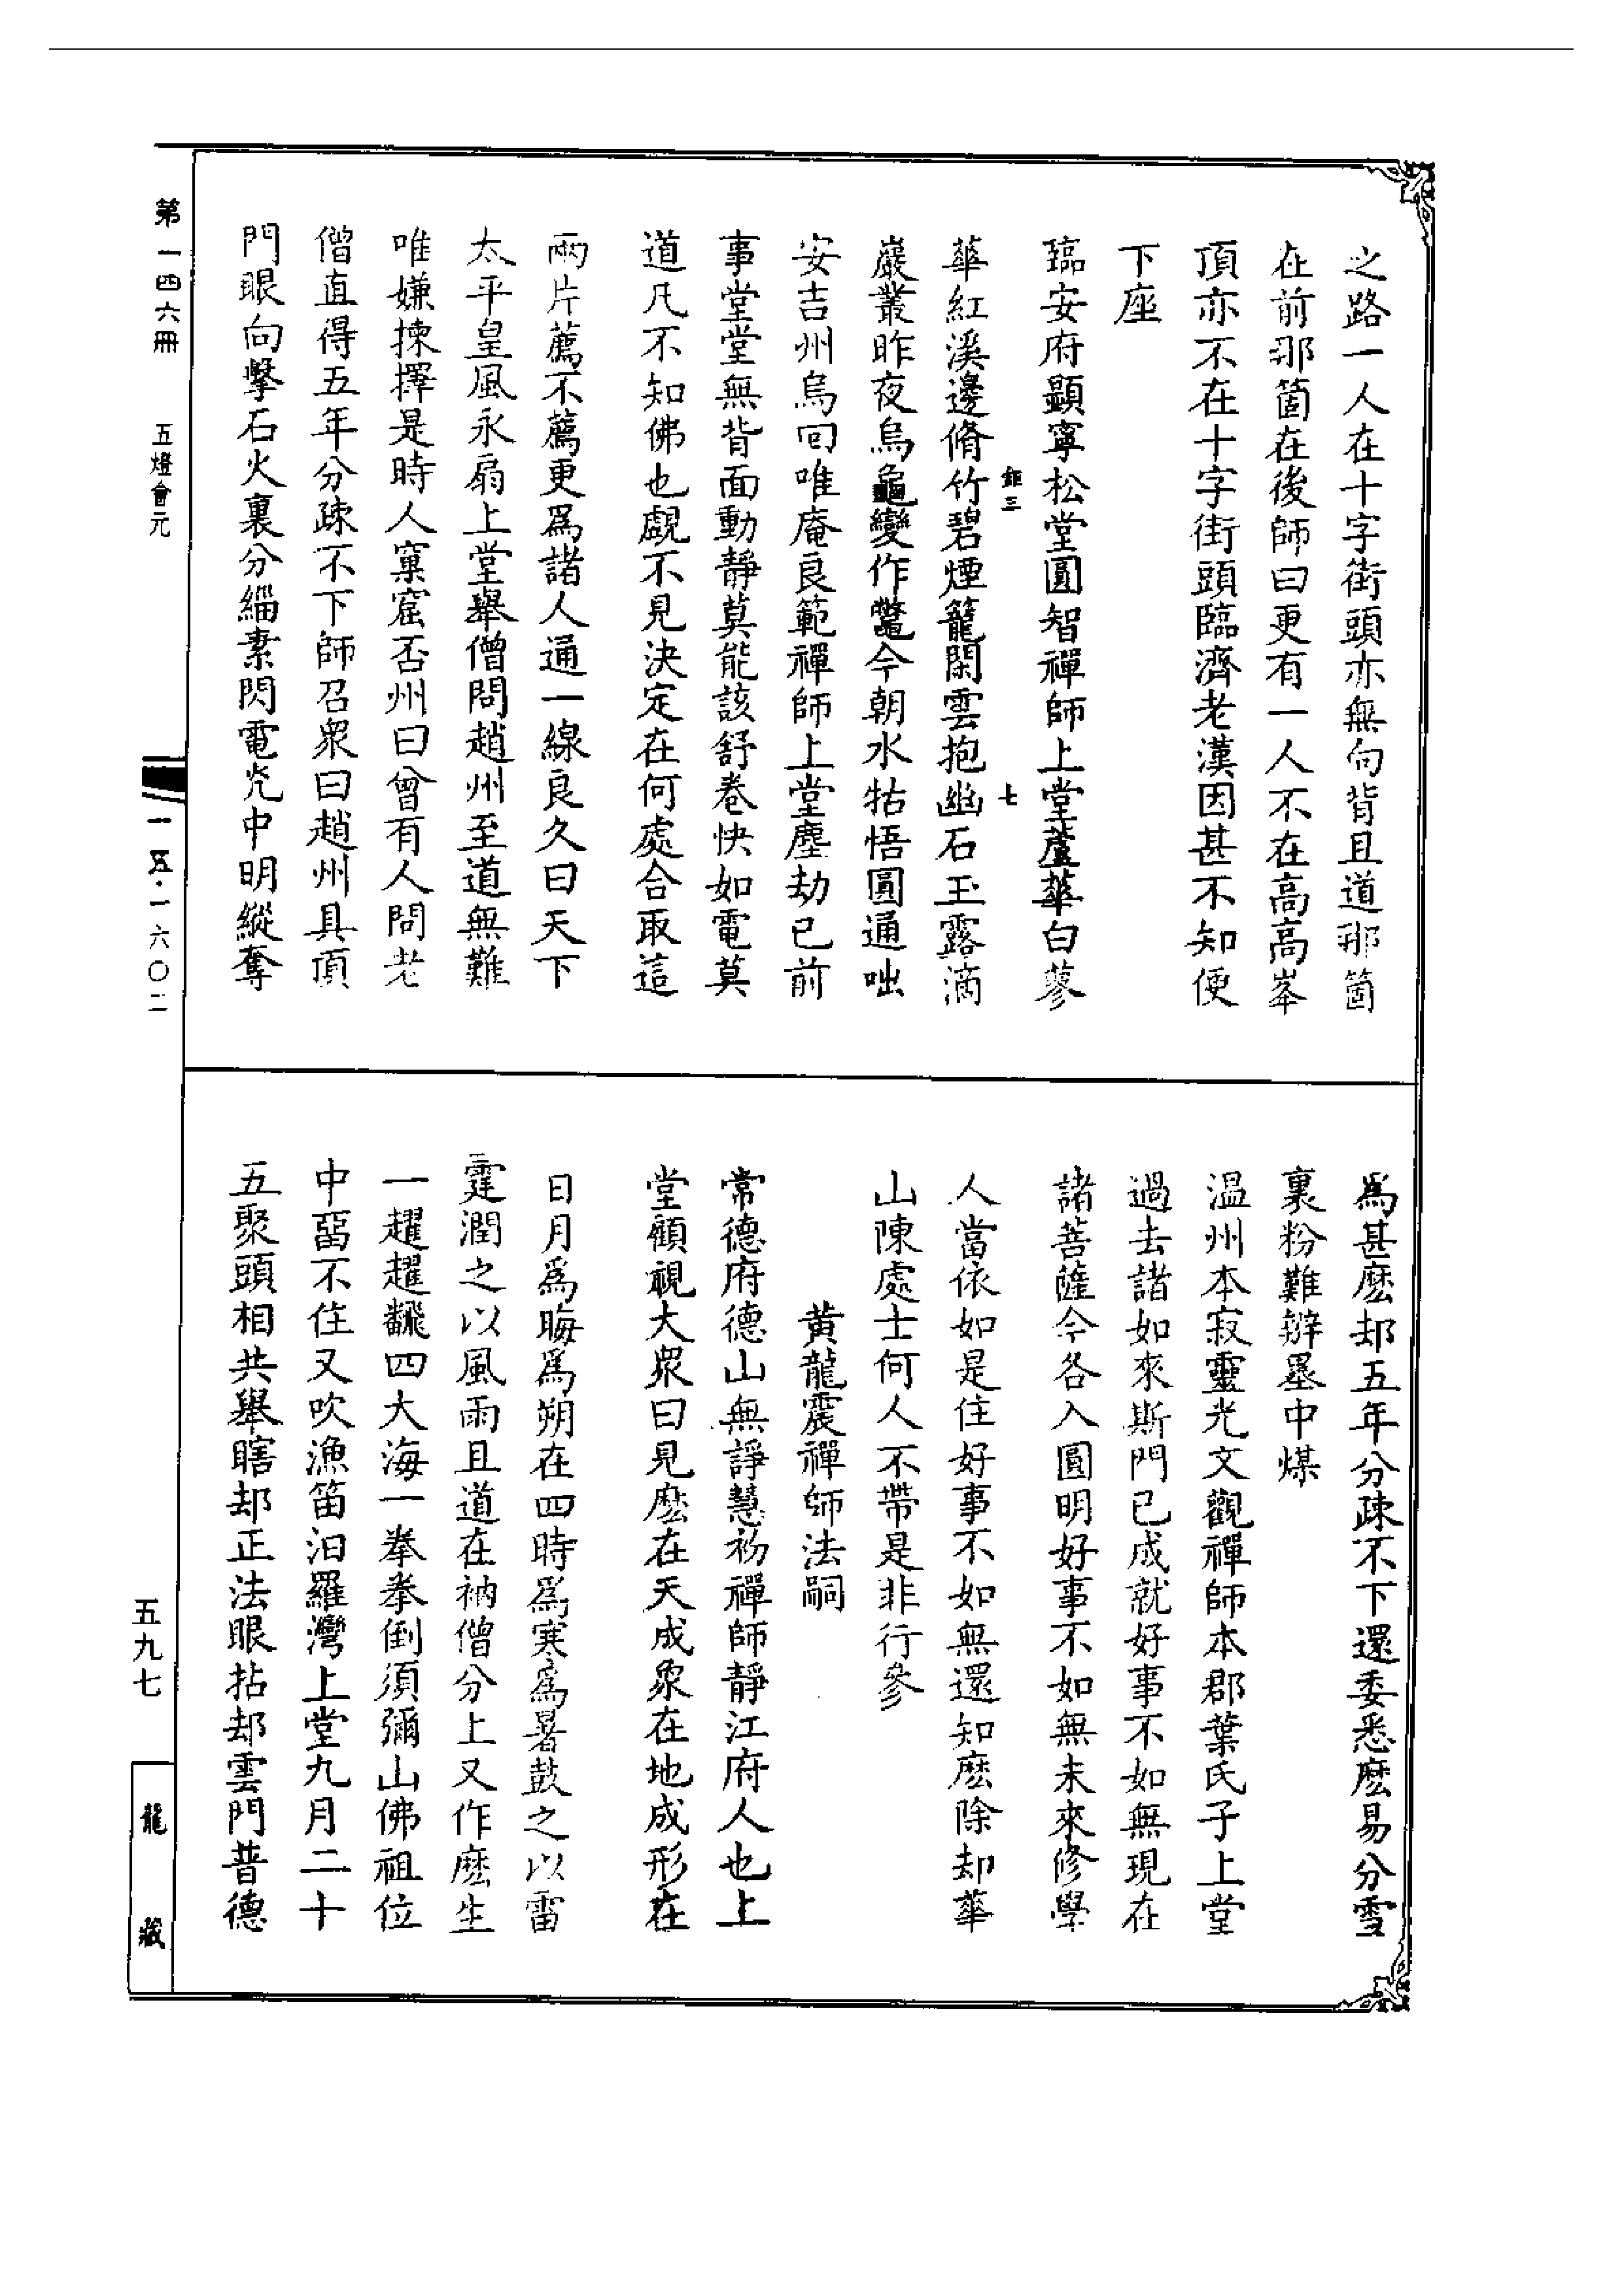 之路一人在十字街頭亦無向背且道那箇
在前那箇在後師曰更有一人不在高高峯
頂亦不在十字街頭臨濟老漢因甚不知便
下座
臨安府顯寧松堂圓智禪師上堂蘆華白蓼
鉅三 七
華紅溪邊脩竹碧煙籠閑雲抱幽石玉露滴
巖叢昨夜烏龜變作鼈今朝水牯悟圓通咄
安吉州烏回唯庵良範禪師上堂塵劫已前
事堂堂無背面動靜莫能該舒卷快如電莫
道凡不知佛也覷不見決定在何處合取這
兩片薦不薦更爲諸人通一線良久曰天下
太平皇風永扇上堂舉僧問趙州至道無難
唯嫌揀擇是時人窠窟否州曰曾有人問老
僧直得五年分疎不下師召衆曰趙州具頂
門眼向擊石火裏分緇素閃電光中明縱奪
爲甚麽却五年分疎不下還委悉麽易分雪
裏粉難辨墨中煤
溫州本寂靈光文觀禪師本郡葉氏子上堂
過去諸如來斯門已成就好事不如無現在
諸菩薩今各入圓明好事不如無未來修學
人當依如是住好事不如無還知麽除却華
山陳處士何人不帶是非行參
黃龍震禪師法嗣
常德府德山無諍慧初禪師靜江府人也上
堂顧視大衆曰見麽在天成象在地成形在
日月爲晦爲朔在四時爲寒爲暑鼓之以雷
霆潤之以風雨且道在衲僧分上又作麽生
一趯趯飜四大海一拳拳倒須彌山佛祖位
中畱不住又吹漁笛汨羅灣上堂九月二十
五聚頭相共舉瞎却正法眼拈却雲門普德
第一四六冊 五燈會元 一五·一六〇二 五九七 龍藏